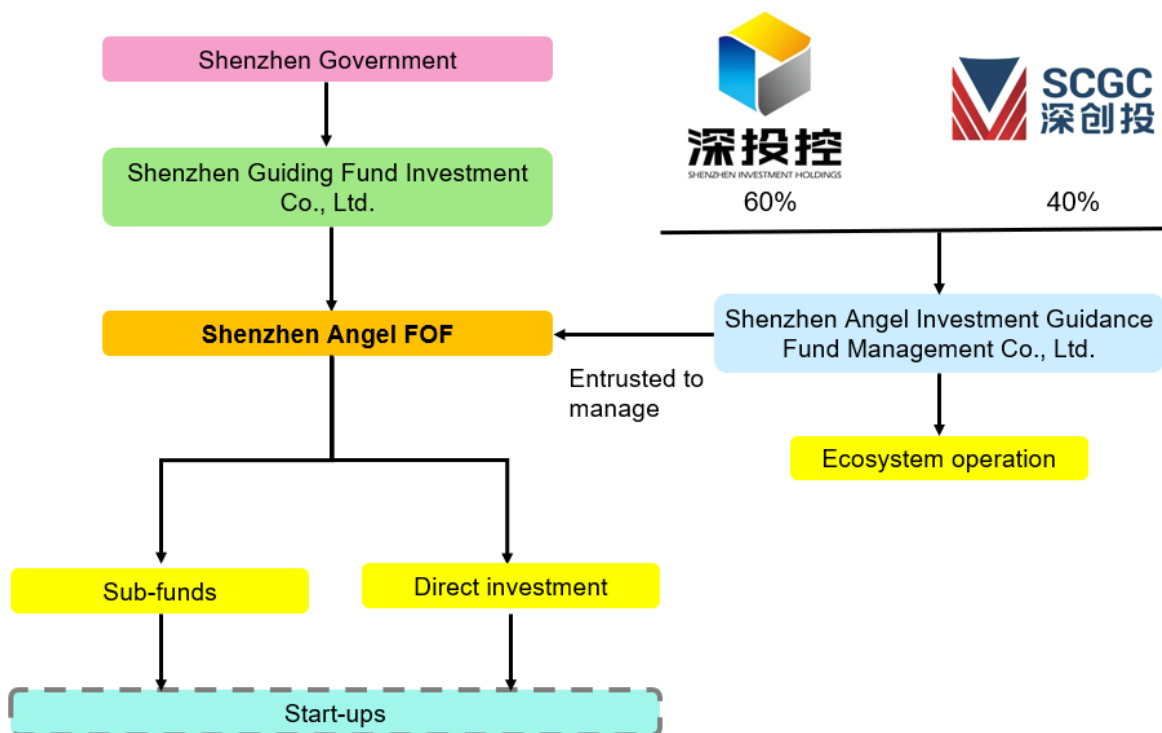 Shenzhen Government
Shenzhen Guiding Fund Investment
Co., Ltd.
Shenzhen Angel FOF
Sub-funds
Direct investment
Start-ups
深投控
SHENZHEN INVESTMENT HOLDINGS
SCGC
深创投
60%
40%
Shenzhen Angel Investment Guidance
Fund Management Co., Ltd.
Entrusted to
manage
Ecosystem operation